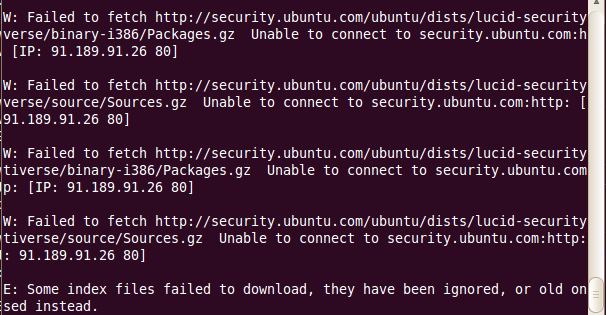 W: Failed to fetch http://security.ubuntu.com/ubuntu/dists/lucid-security
verse/binary-i386/Packages.gz  Unable to connect to security.ubuntu.com:h
[IP: 91.189.91.26 80]
W: Failed to fetch http://security.ubuntu.com/ubuntu/dists/lucid-security
verse/source/Sources.gz  Unable to connect to security.ubuntu.com:http: [
91.189.91.26 80]
W: Failed to fetch http://security.ubuntu.com/ubuntu/dists/lucid-security
tiverse/binary-i386/Packages.gz  Unable to connect to security.ubuntu.com
p: [IP: 91.189.91.26 80]
W: Failed to fetch http://security.ubuntu.com/ubuntu/dists/lucid-security
tiverse/source/Sources.gz  Unable to connect to security.ubuntu.com:http:
: 91.189.91.26 80]
E: Some index files failed to download, they have been ignored, or old on
sed instead.